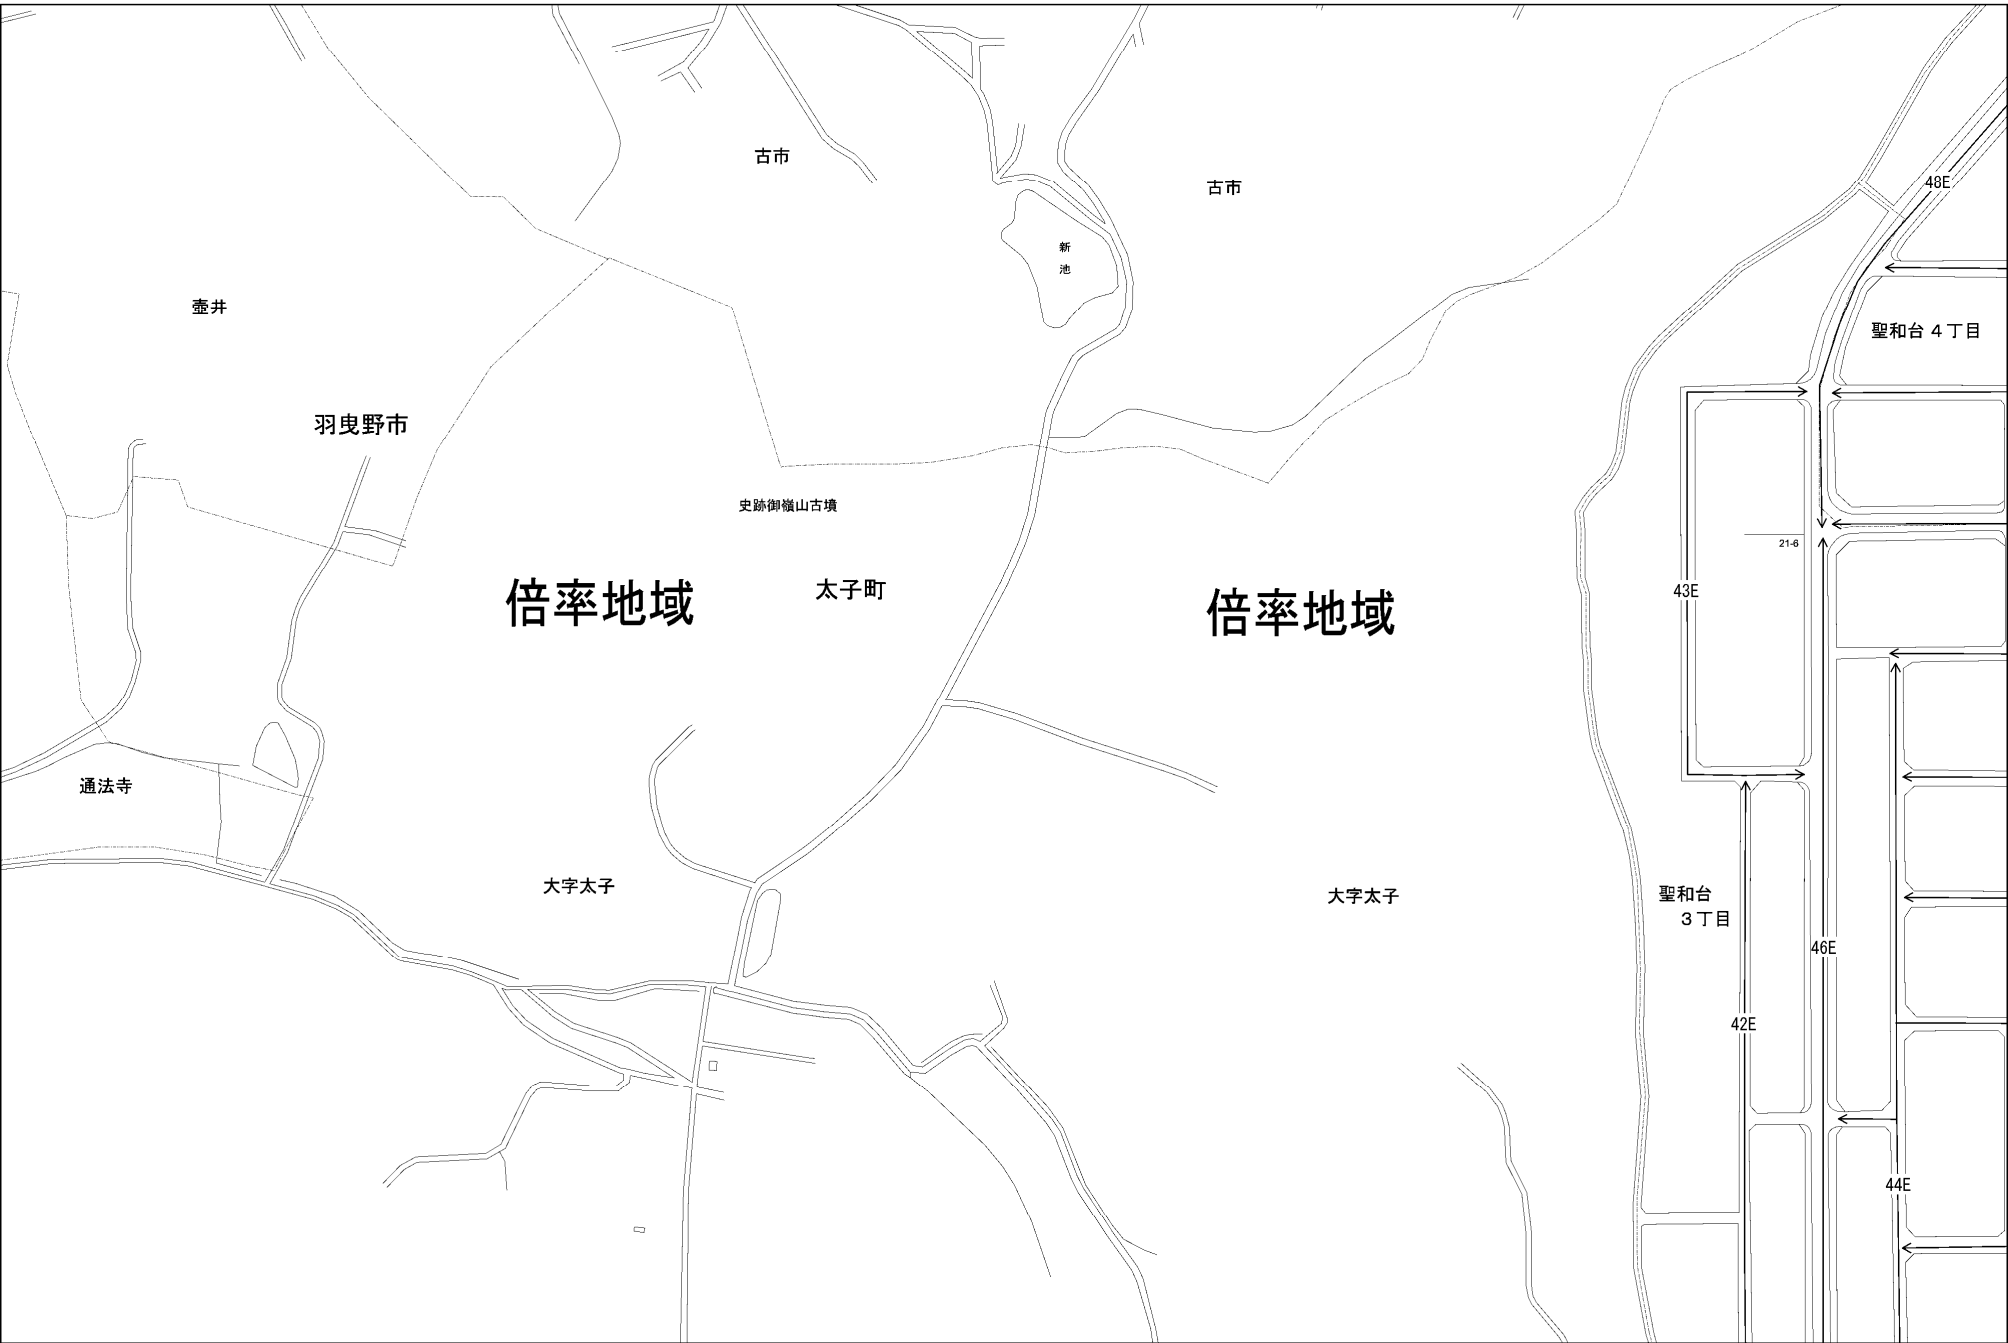 古市
48E
古市
新
池
壺井
聖和台 4丁目
羽曳野市
史跡御嶺山古墳
21-6
太子町
43E
倍率地域
倍率地域
通法寺
大字太子
大字太子
聖和台
3丁目
46E
42E
44E